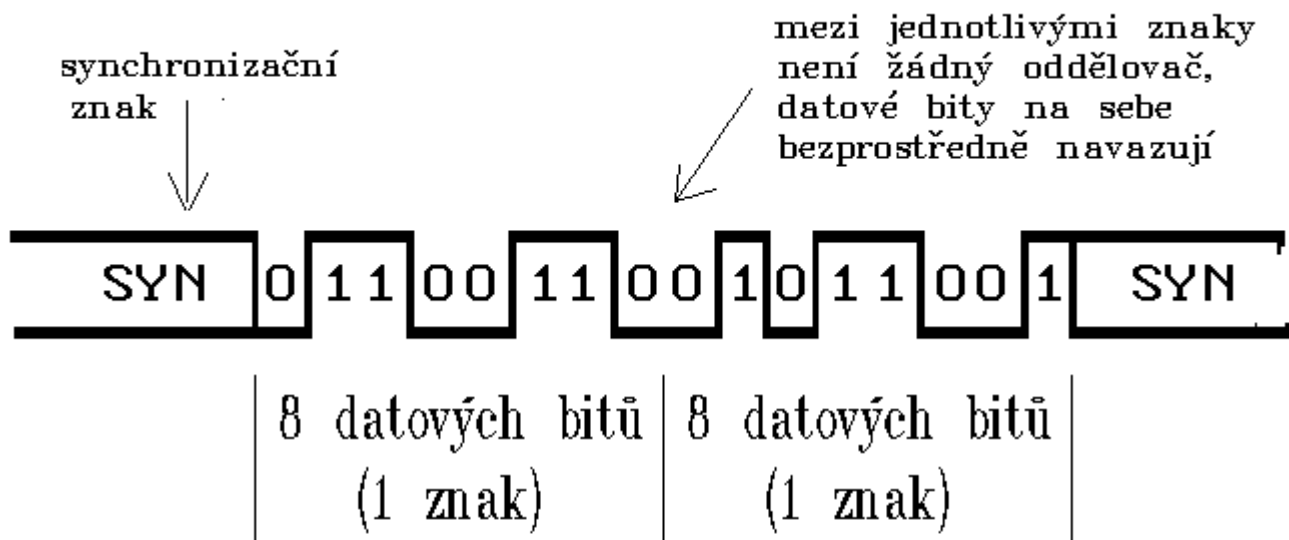 synchronizační
znak
mezi jednotlivými znaky
není žádný oddělovač,
datové bity na sebe
bezprostředně navazují
SYN 0 1 1 0 0 1 1 0 0 1 0 1 1 0 0 1 SYN
8 datových bitů 8 datových bitů
(1 znak) (1 znak)